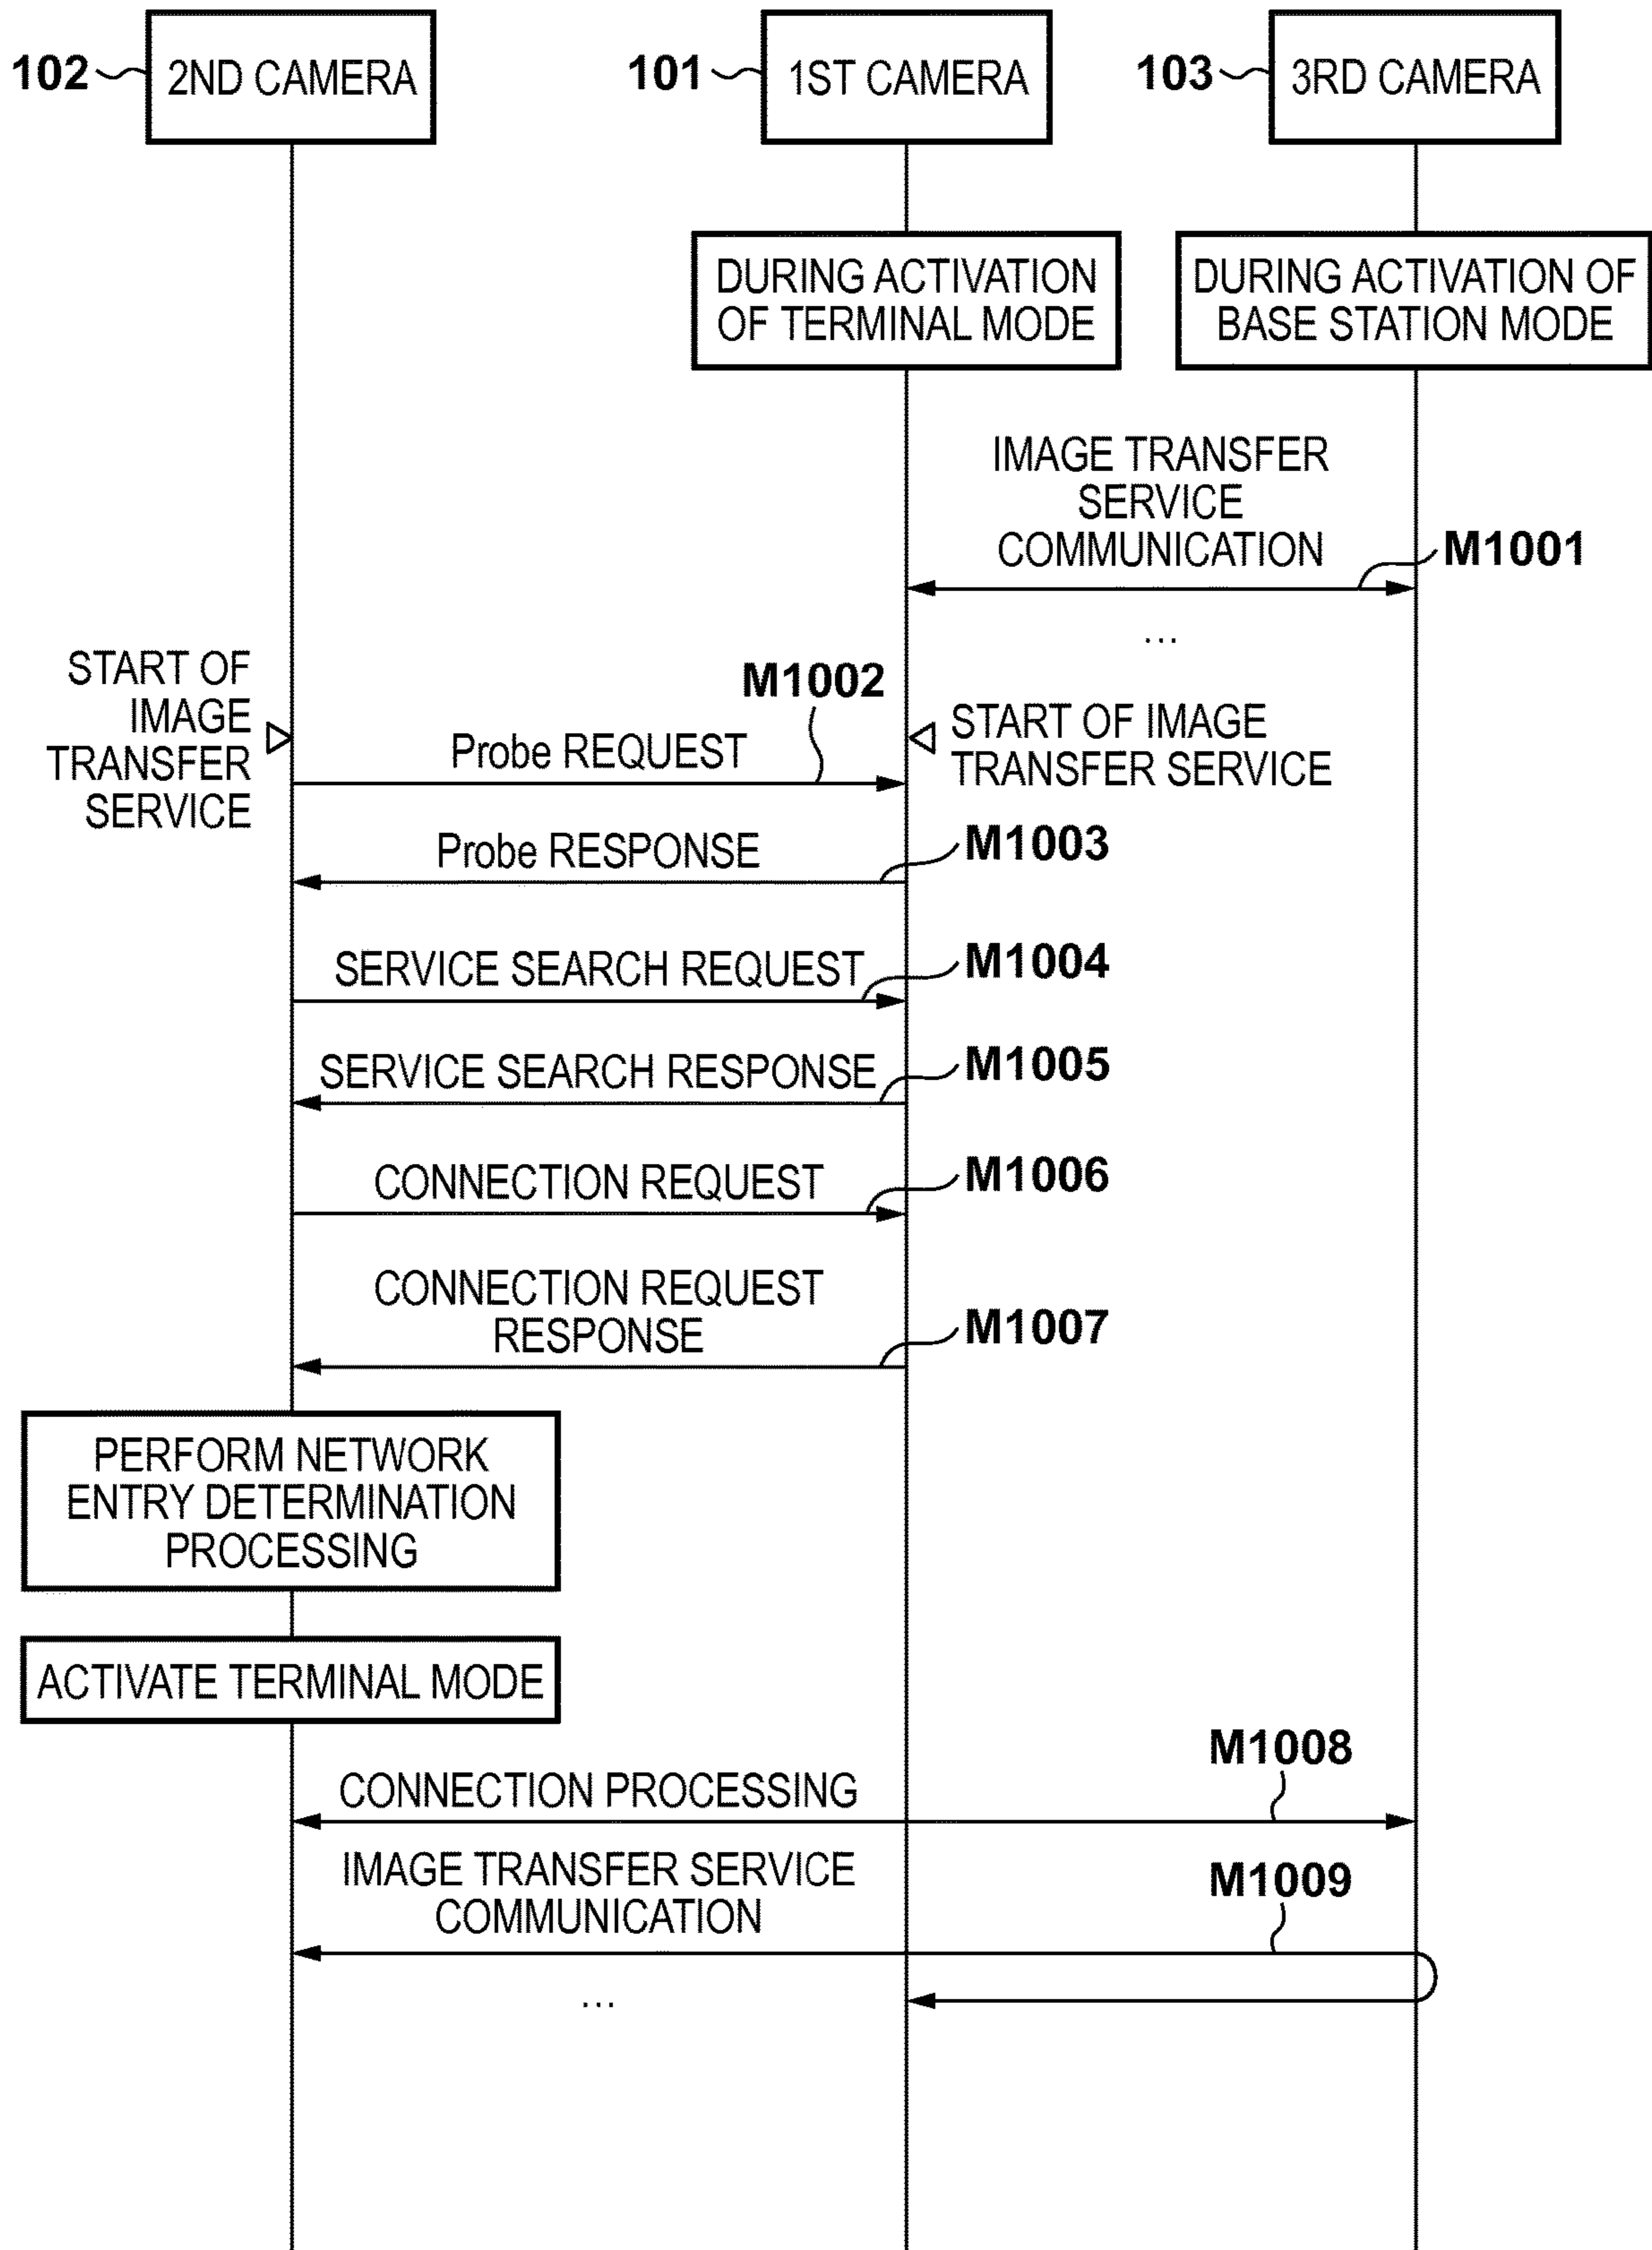 102
2ND CAMERA
101
1ST CAMERA
103
3RD CAMERA
DURING ACTIVATION
OF TERMINAL MODE
DURING ACTIVATION OF
BASE STATION MODE
IMAGE TRANSFER
SERVICE
COMMUNICATION
M1001
...
START OF
IMAGE
TRANSFER
SERVICE
M1002
Probe REQUEST
START OF IMAGE
TRANSFER SERVICE
Probe RESPONSE
M1003
SERVICE SEARCH REQUEST
M1004
SERVICE SEARCH RESPONSE
M1005
CONNECTION REQUEST
M1006
CONNECTION REQUEST
RESPONSE
M1007
PERFORM NETWORK
ENTRY DETERMINATION
PROCESSING
ACTIVATE TERMINAL MODE
M1008
CONNECTION PROCESSING
IMAGE TRANSFER SERVICE
COMMUNICATION
M1009
...